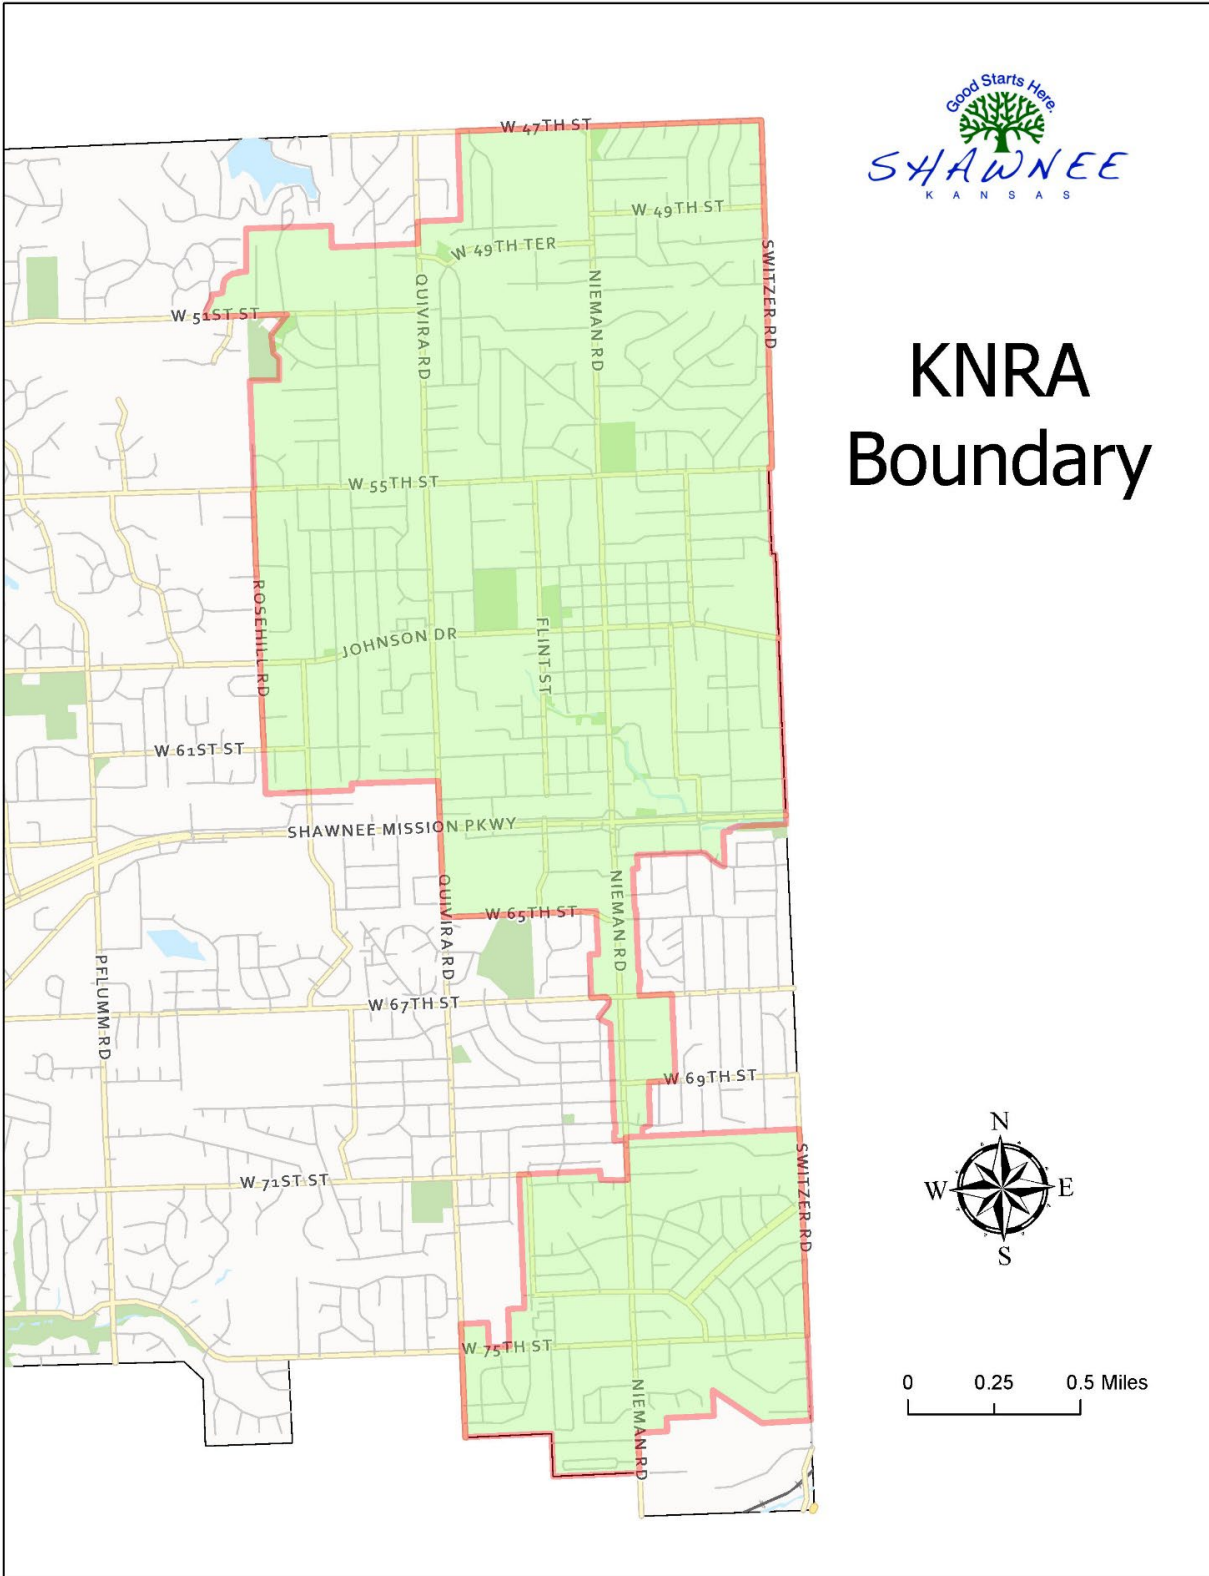 Good Starts Here.
SHAWNEE
KANSAS
KNRA
Boundary
W 47TH ST
W 49TH ST
W 49TH TER
SWITZER RD
QUIVIRA RD
NIEMAN RD
W 51ST ST
W 55TH ST
ROSEHILL RD
JOHNSON DR
FLINT ST
W 61ST ST
SHAWNEE MISSION PKWY
QUIVIRA RD
NIEMAN RD
W 65TH ST
PFLUMM RD
W 67TH ST
W 69TH ST
W 71ST ST
SWITZER RD
W 75TH ST
NIEMAN RD
N
W E
S
0 0.25 0.5 Miles